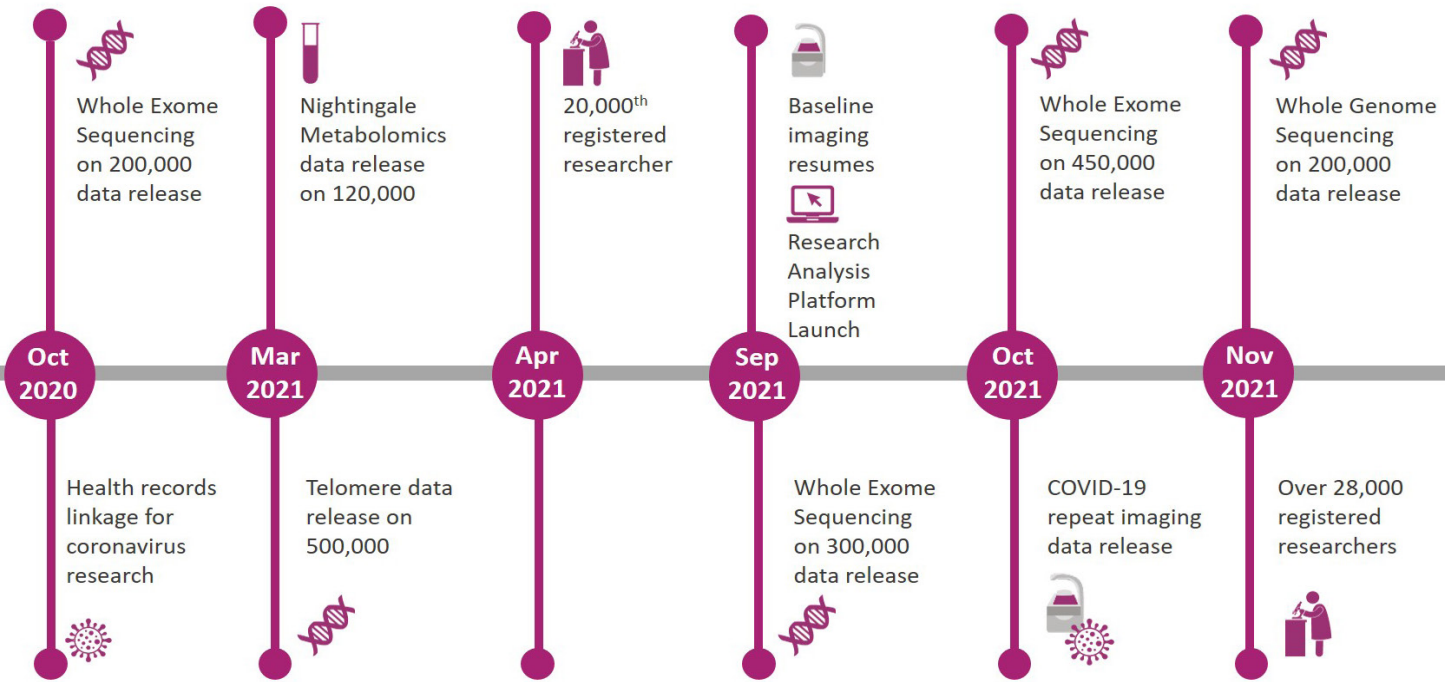 Whole Exome
Sequencing
on 200,000
data release
Nightingale
Metabolomics
data release
on 120,000
20,000th
registered
researcher
Baseline
imaging
resumes
Research
Analysis
Platform
Launch
Whole Exome
Sequencing
on 450,000
data release
Whole Genome
Sequencing
on 200,000
data release
Oct
2020
Mar
2021
Apr
2021
Sep
2021
Oct
2021
Nov
2021
Health records
linkage for
coronavirus
research
Telomere data
release on
500,000
Whole Exome
Sequencing
on 300,000
data release
COVID-19
repeat imaging
data release
Over 28,000
registered
researchers